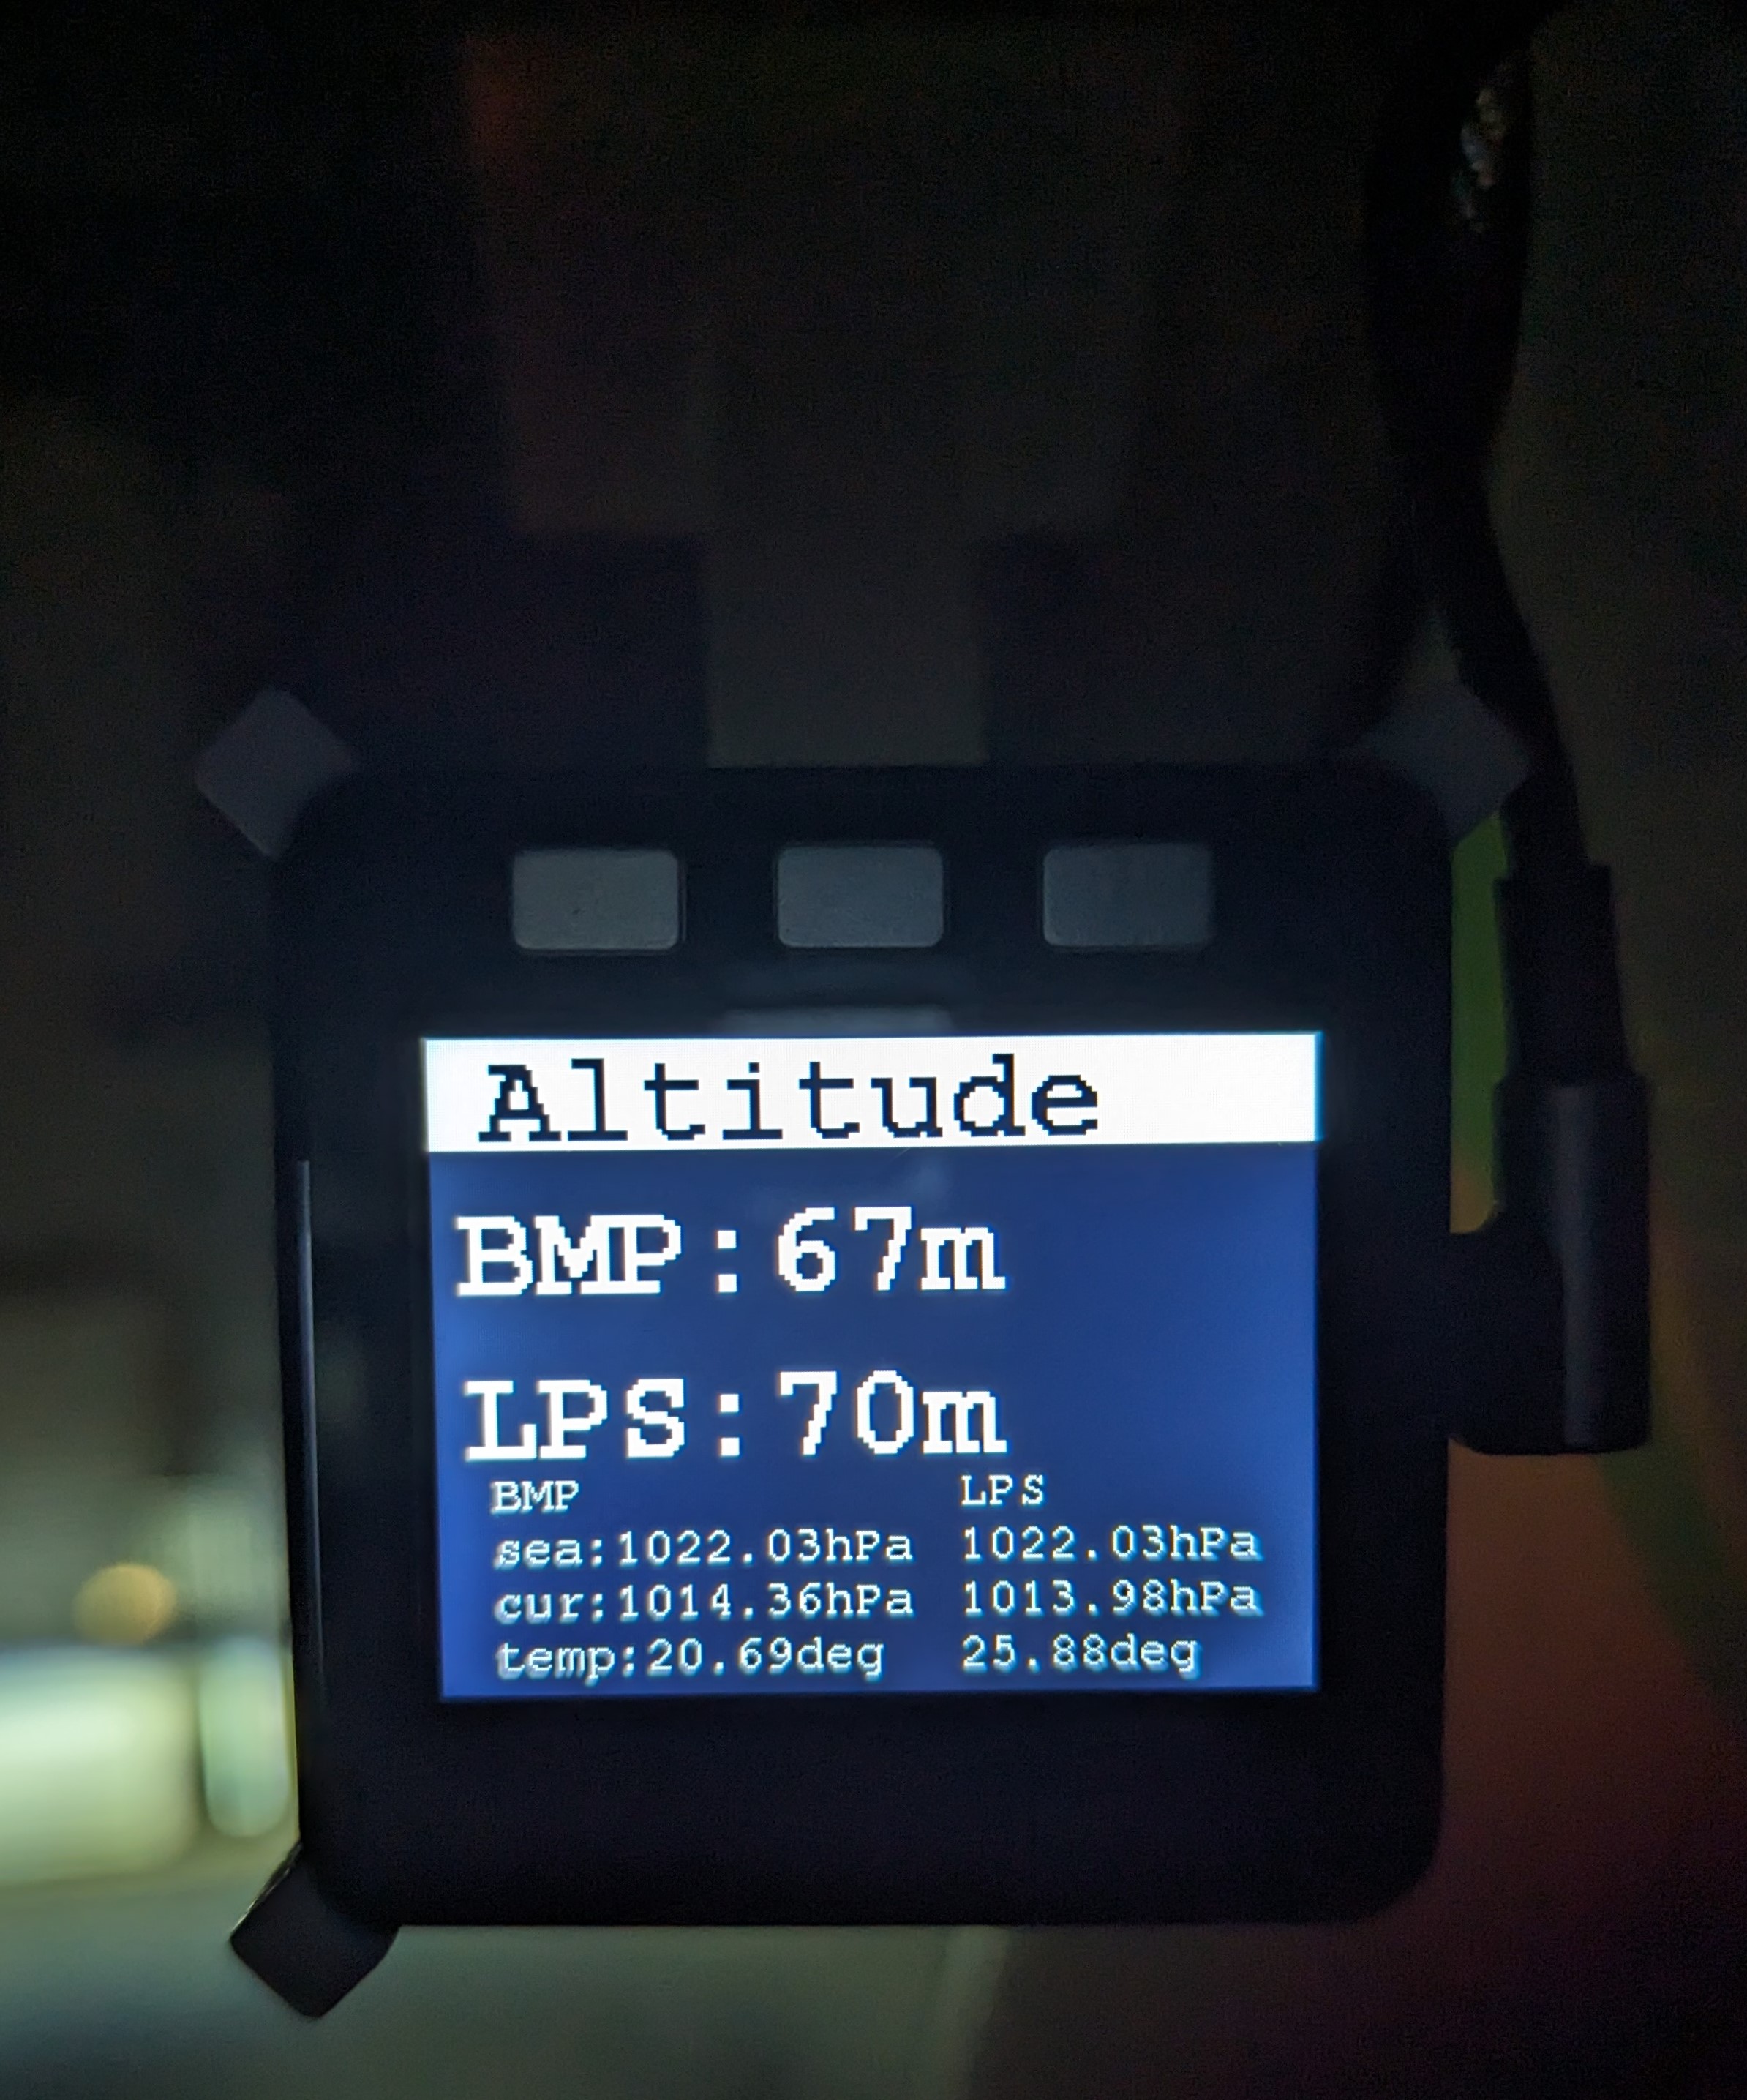 Altitude
BMP:67m
LPS:70m
BMP LPS
sea:1022.03hPa 1022.03hPa
cur:1014.36hPa 1013.98hPa
temp:20.69deg 25.88deg